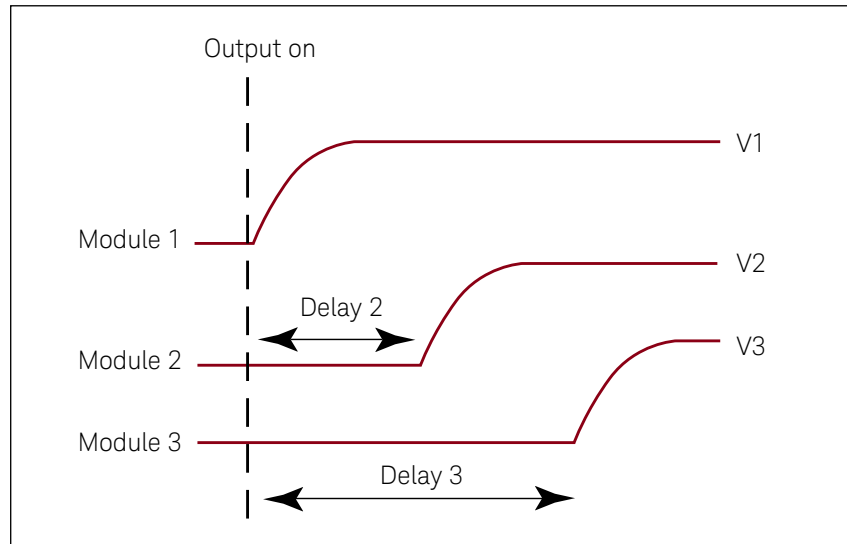 Output on
V1
Module 1
V2
Delay 2
V3
Module 2
Module 3
Delay 3